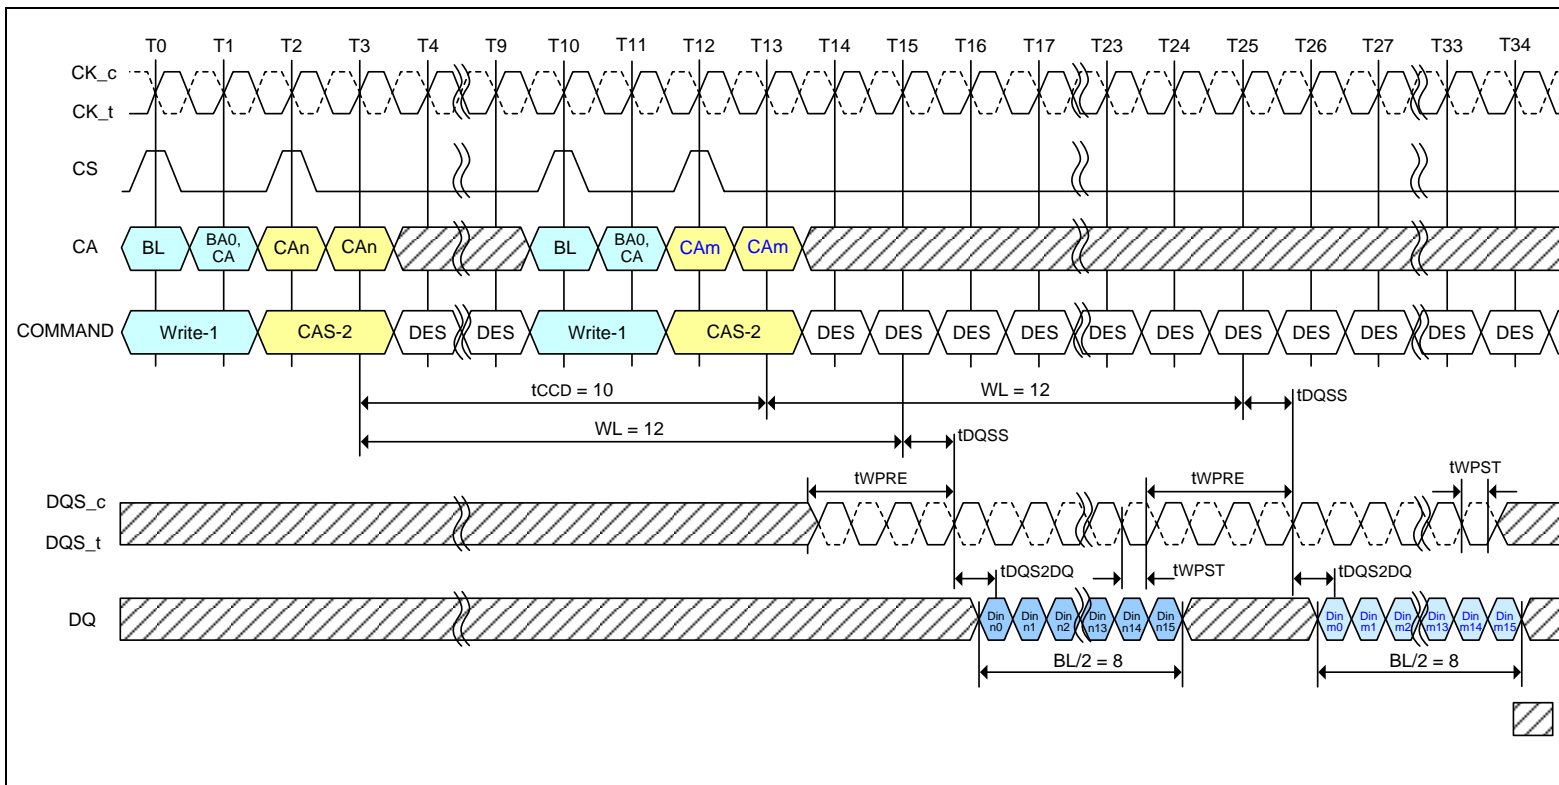 T0 T1 T2 T3 T4 T9 T10 T11 T12 T13 T14 T15 T16 T17 T23 T24 T25 T26 T27 T33 T34
CK_c
CK_t
CS
CA BL BA0, CA CAn CAn BL BA0, CA CAm CAm
COMMAND Write-1 CAS-2 DES DES Write-1 CAS-2 DES DES DES DES DES DES DES DES DES DES DES
tCCD = 10 WL = 12 tDQSS
WL = 12 tDQSS
tWPRE tWPRE tWPST
DQS_c
DQS_t
tDQS2DQ tWPST tDQS2DQ
DQ Din n0 Din n1 Din n2 Din n13 Din n14 Din n15 Din m0 Din m1 Din m2 Din m13 Din m14 Din m15
BL/2 = 8 BL/2 = 8